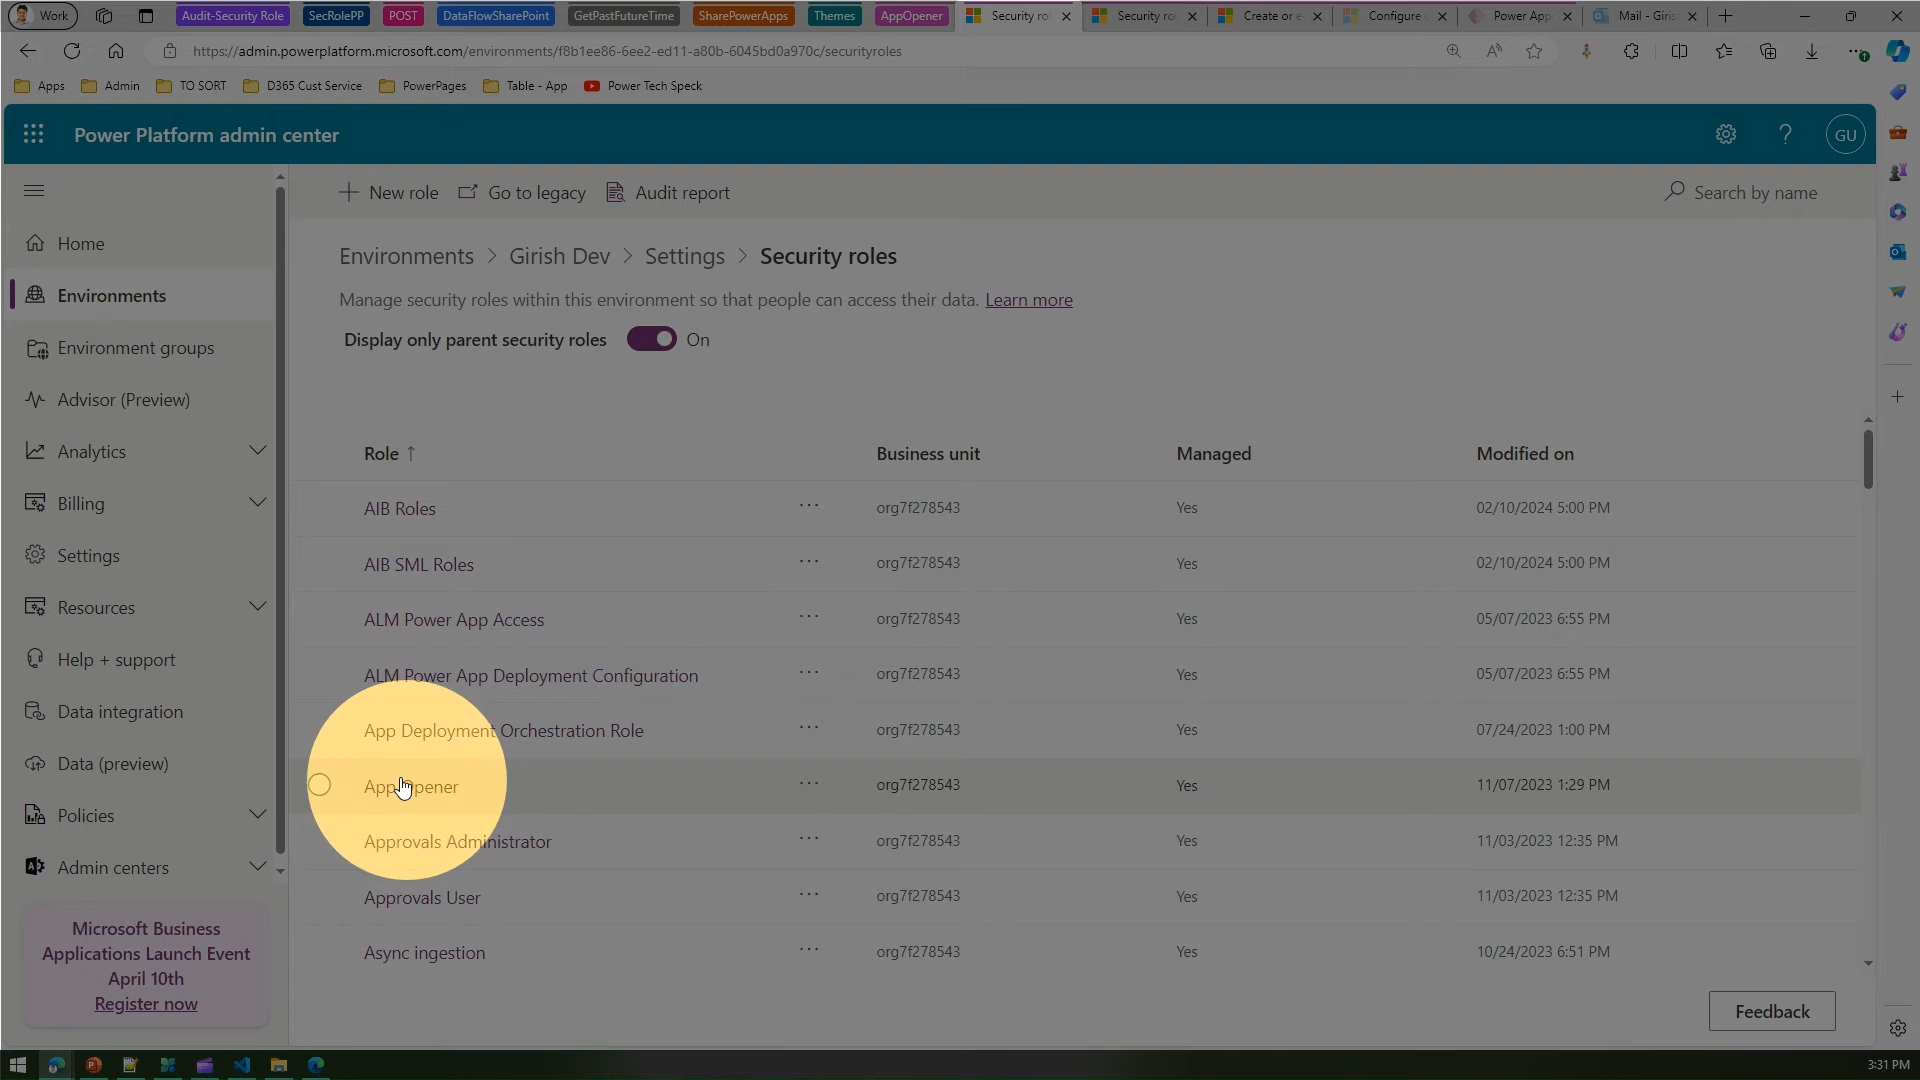 Work
Audit-Security Role
SecRolePP
POST
DataFlowSharePoint
GetPastFutureTime
SharePowerApps
Themes
AppOpener
Security ro
Security ro
Create or e
Configure
Power App
Mail - Giris
https://admin.powerplatform.microsoft.com/environments/f8b1ee86-6ee2-ed11-a80b-6045bd0a970c/securityroles
Apps
Admin
TO SORT
D365 Cust Service
PowerPages
Table - App
Power Tech Speck
Power Platform admin center
GU
New role
Go to legacy
Audit report
Search by name
Home
Environments
Environment groups
Advisor (Preview)
Analytics
Billing
Settings
Resources
Help + support
Data integration
Data (preview)
Policies
Admin centers
Microsoft Business
Applications Launch Event
April 10th
Register now
Environments > Girish Dev > Settings > Security roles
Manage security roles within this environment so that people can access their data. Learn more
Display only parent security roles On
Role ↑ Business unit Managed Modified on
AIB Roles ... org7f278543 Yes 02/10/2024 5:00 PM
AIB SML Roles ... org7f278543 Yes 02/10/2024 5:00 PM
ALM Power App Access ... org7f278543 Yes 05/07/2023 6:55 PM
ALM Power App Deployment Configuration ... org7f278543 Yes 05/07/2023 6:55 PM
App Deployment Orchestration Role ... org7f278543 Yes 07/24/2023 1:00 PM
App Opener ... org7f278543 Yes 11/07/2023 1:29 PM
Approvals Administrator ... org7f278543 Yes 11/03/2023 12:35 PM
Approvals User ... org7f278543 Yes 11/03/2023 12:35 PM
Async ingestion ... org7f278543 Yes 10/24/2023 6:51 PM
Feedback
3:31 PM